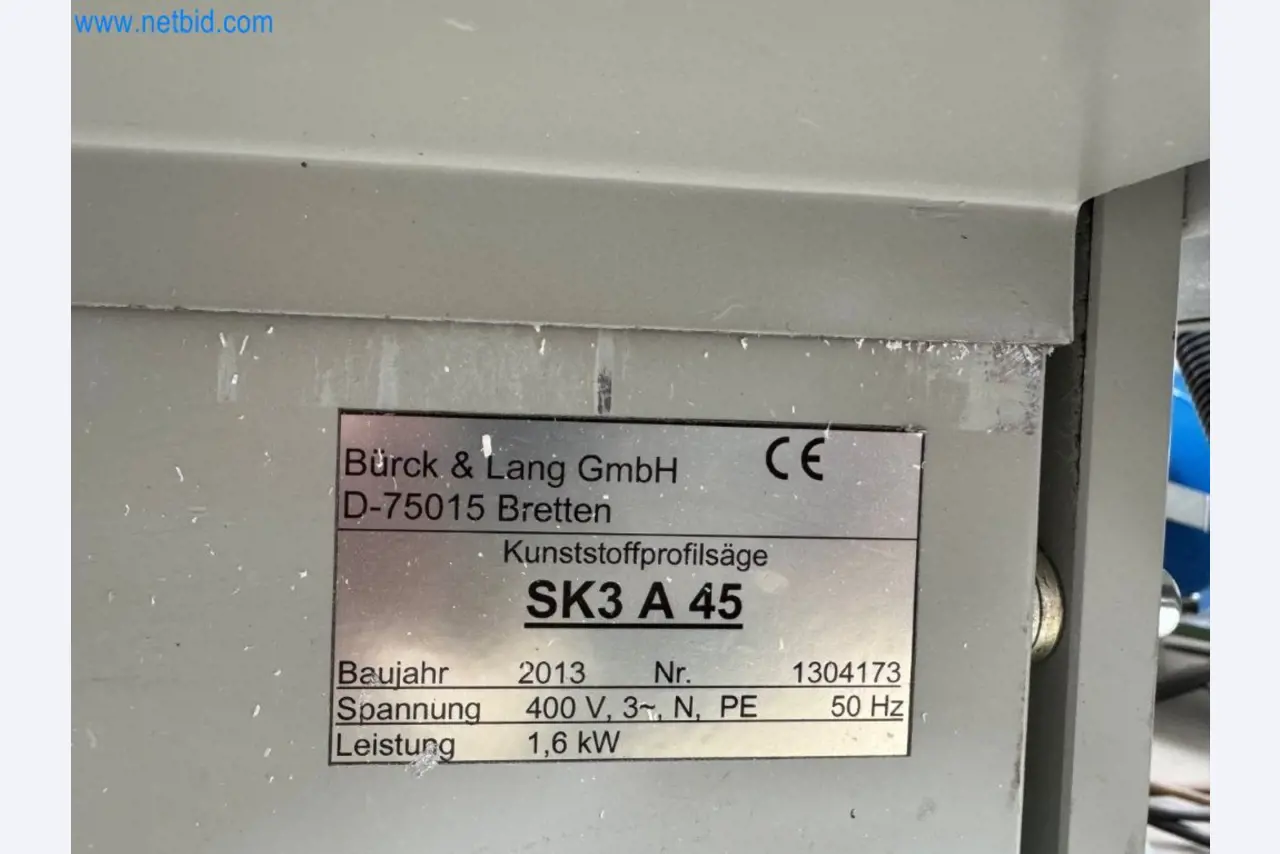 www.netbid.com
Bürck & Lang GmbH CE
D-75015 Bretten
Kunststoffprofilsäge
SK3 A 45
Baujahr 2013 Nr. 1304173
Spannung 400 V, 3~, N, PE 50 Hz
Leistung 1,6 kW